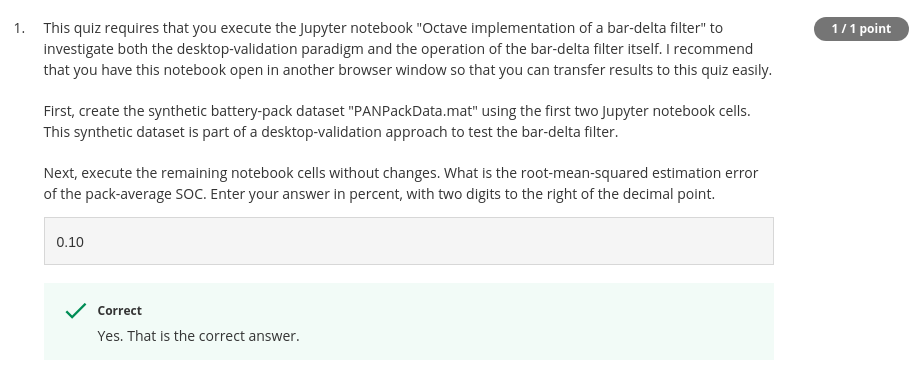 1. This quiz requires that you execute the Jupyter notebook "Octave implementation of a bar-delta filter" to
1 / 1 point
investigate both the desktop-validation paradigm and the operation of the bar-delta filter itself. I recommend
that you have this notebook open in another browser window so that you can transfer results to this quiz easily.
First, create the synthetic battery-pack dataset "PANPackData.mat" using the first two Jupyter notebook cells.
This synthetic dataset is part of a desktop-validation approach to test the bar-delta filter.
Next, execute the remaining notebook cells without changes. What is the root-mean-squared estimation error
of the pack-average SOC. Enter your answer in percent, with two digits to the right of the decimal point.
0.10
Correct
Yes. That is the correct answer.